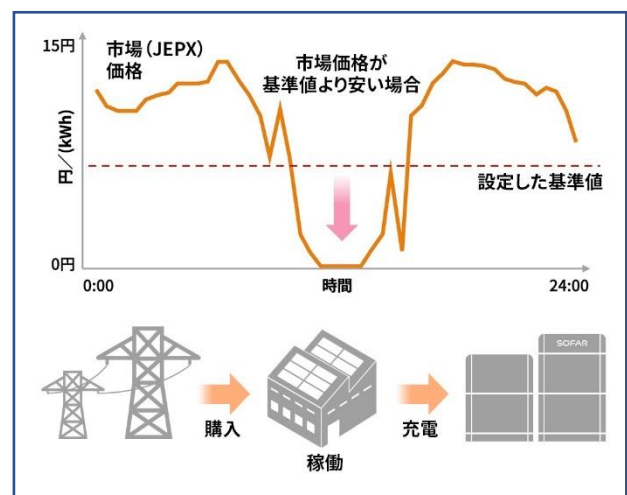 15円
市場（JEPX）
価格
市場価格が
基準値より安い場合
円／(kWh)
設定した基準値
0円
0:00
時間
24:00
SOFAR
購入
充電
稼働